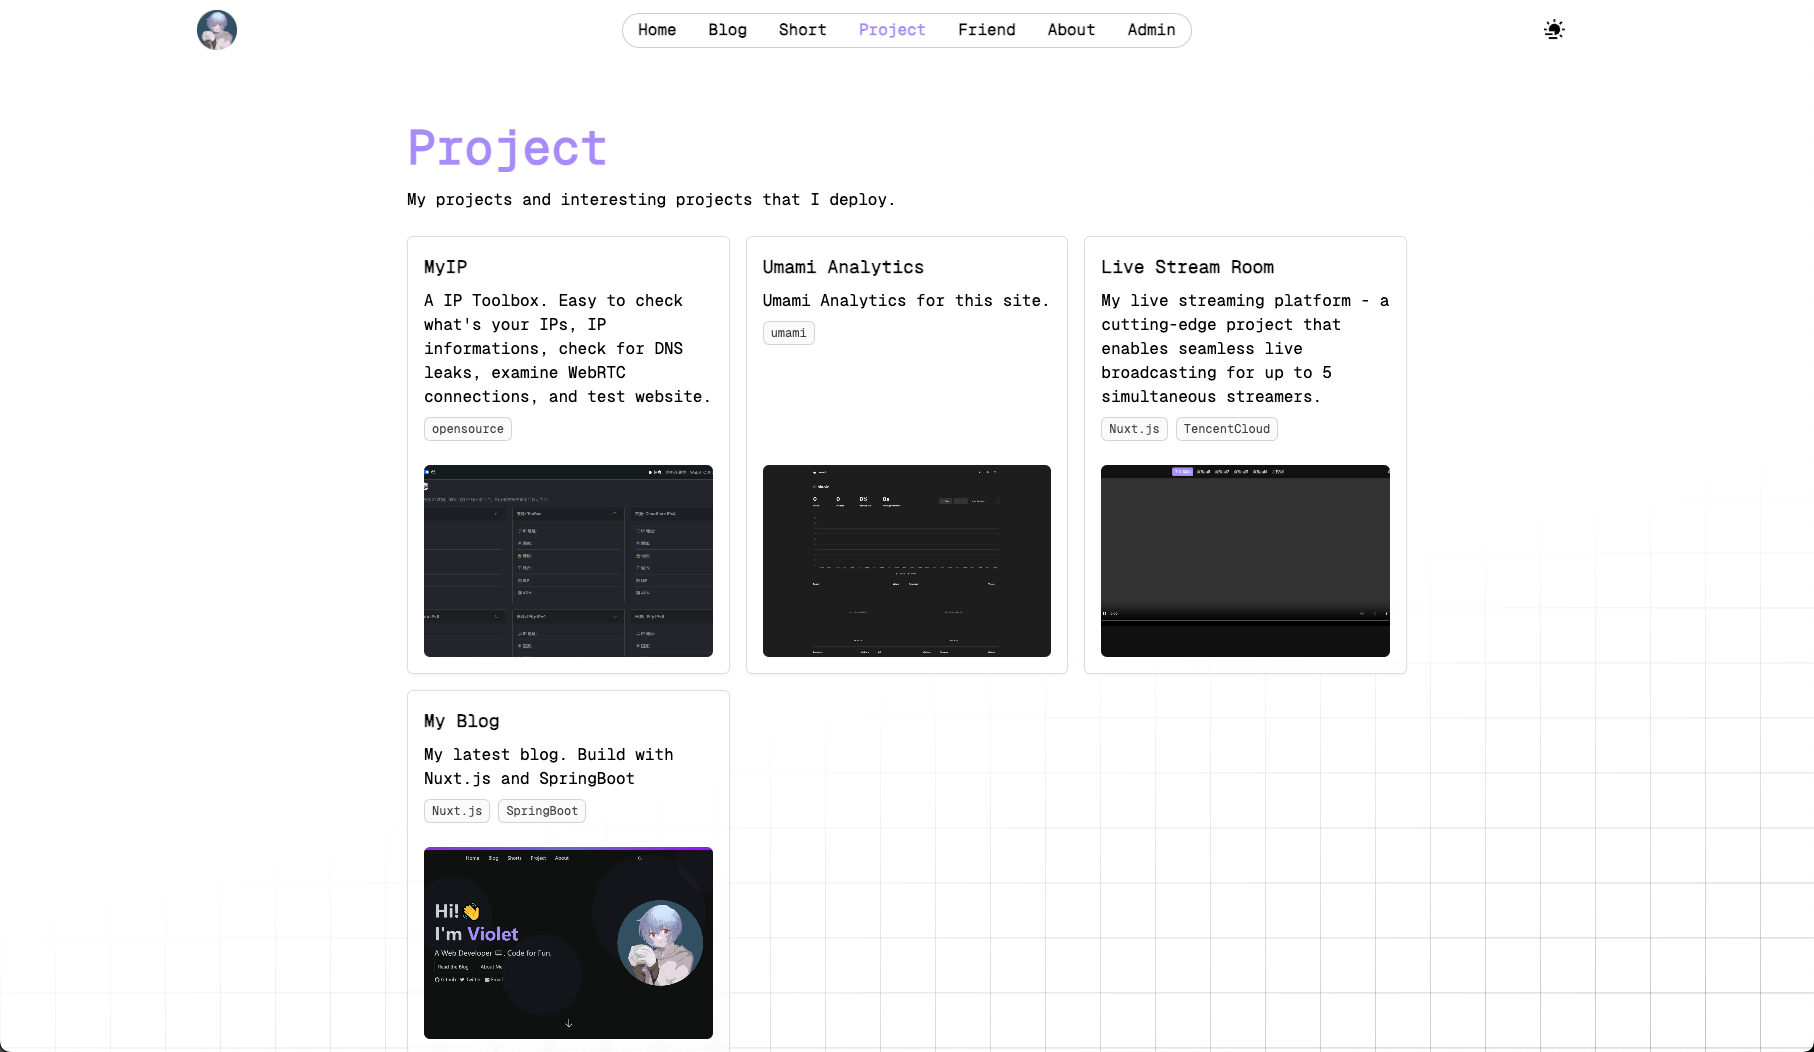 Home Blog Short Project Friend About Admin
Project
My projects and interesting projects that I deploy.
MyIP
A IP Toolbox. Easy to check
what's your IPs, IP
informations, check for DNS
leaks, examine WebRTC
connections, and test website.
opensource
Umami Analytics
Umami Analytics for this site.
umami
Live Stream Room
My live streaming platform - a
cutting-edge project that
enables seamless live
broadcasting for up to 5
simultaneous streamers.
Nuxt.js TencentCloud
My Blog
My latest blog. Build with
Nuxt.js and SpringBoot
Nuxt.js SpringBoot
Home Blog Shorts Project About
Hi!👋
I'm Violet
A Web Developer 💻. Code for Fun.
Read the Blog About Me
Github Twitter Email